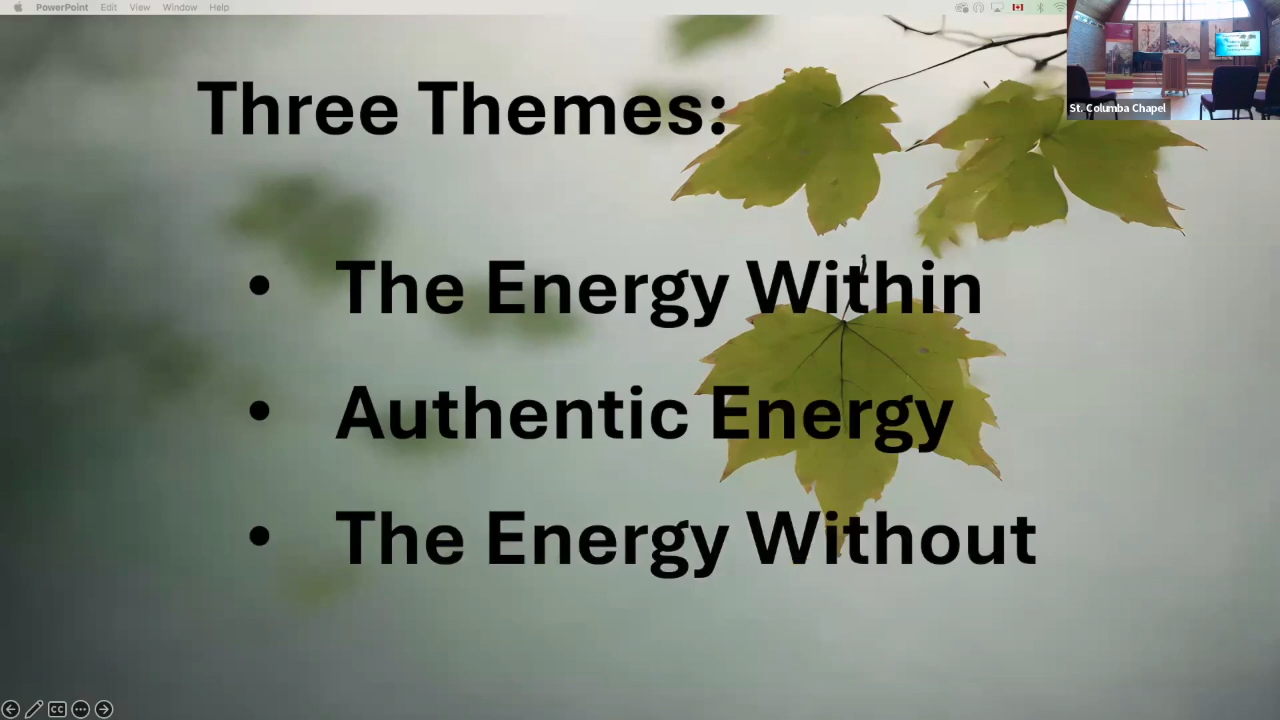 PowerPoint Edit View Window Help
St. Columba Chapel
Three Themes:
• The Energy Within
• Authentic Energy
• The Energy Without
CC